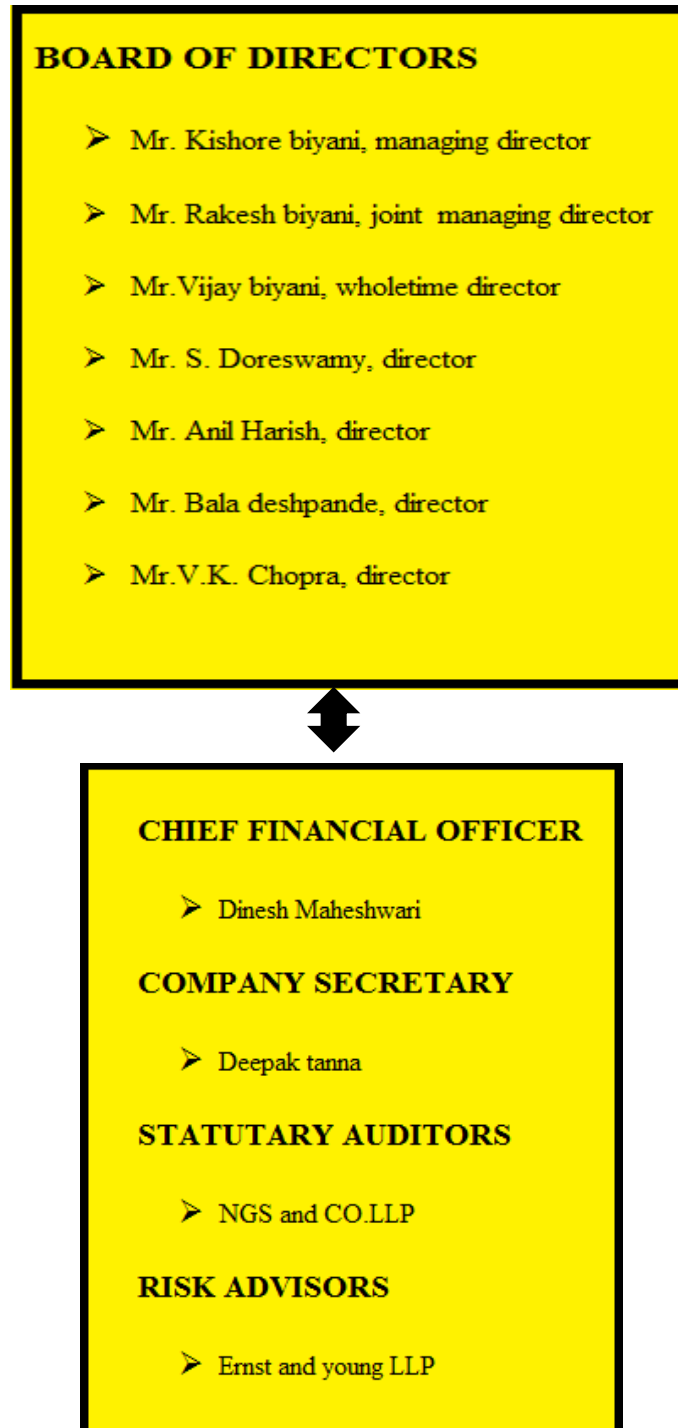 BOARD OF DIRECTORS
➢ Mr. Kishore biyani, managing director
➢ Mr. Rakesh biyani, joint managing director
➢ Mr.Vijay biyani, wholetime director
➢ Mr. S. Doreswamy, director
➢ Mr. Anil Harish, director
➢ Mr. Bala deshpande, director
➢ Mr.V.K. Chopra, director
CHIEF FINANCIAL OFFICER
➢ Dinesh Maheshwari
COMPANY SECRETARY
➢ Deepak tanna
STATUTARY AUDITORS
➢ NGS and CO.LLP
RISK ADVISORS
➢ Ernst and young LLP